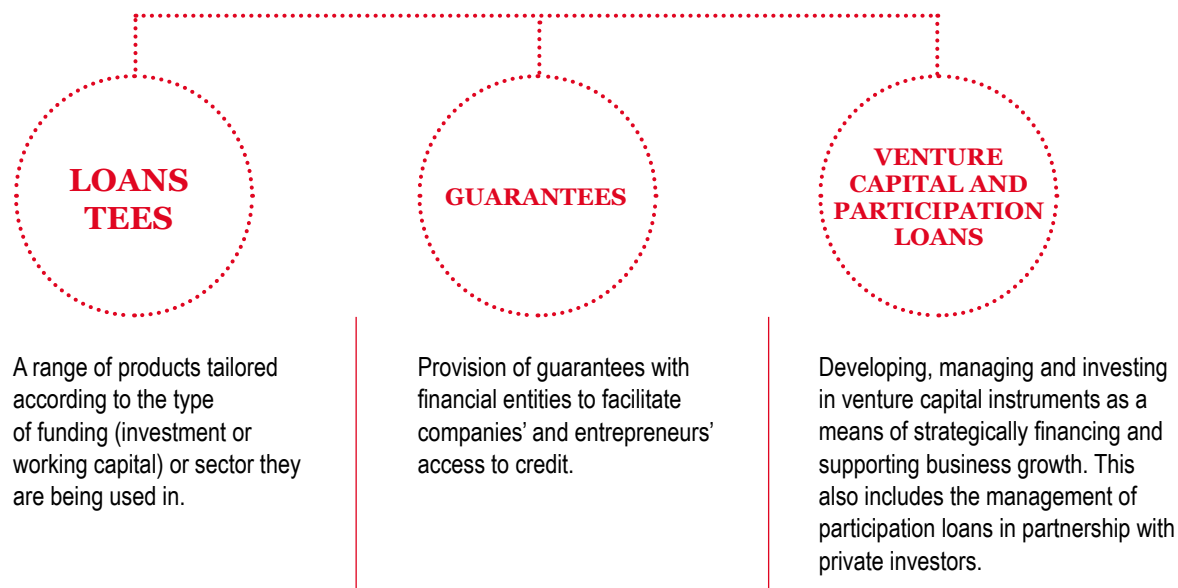 LOANS
TEES
A range of products tailored
according to the type
of funding (investment or
working capital) or sector they
are being used in.
GUARANTEES
Provision of guarantees with
financial entities to facilitate
companies’ and entrepreneurs’
access to credit.
VENTURE
CAPITAL AND
PARTICIPATION
LOANS
Developing, managing and investing
in venture capital instruments as a
means of strategically financing and
supporting business growth. This
also includes the management of
participation loans in partnership with
private investors.